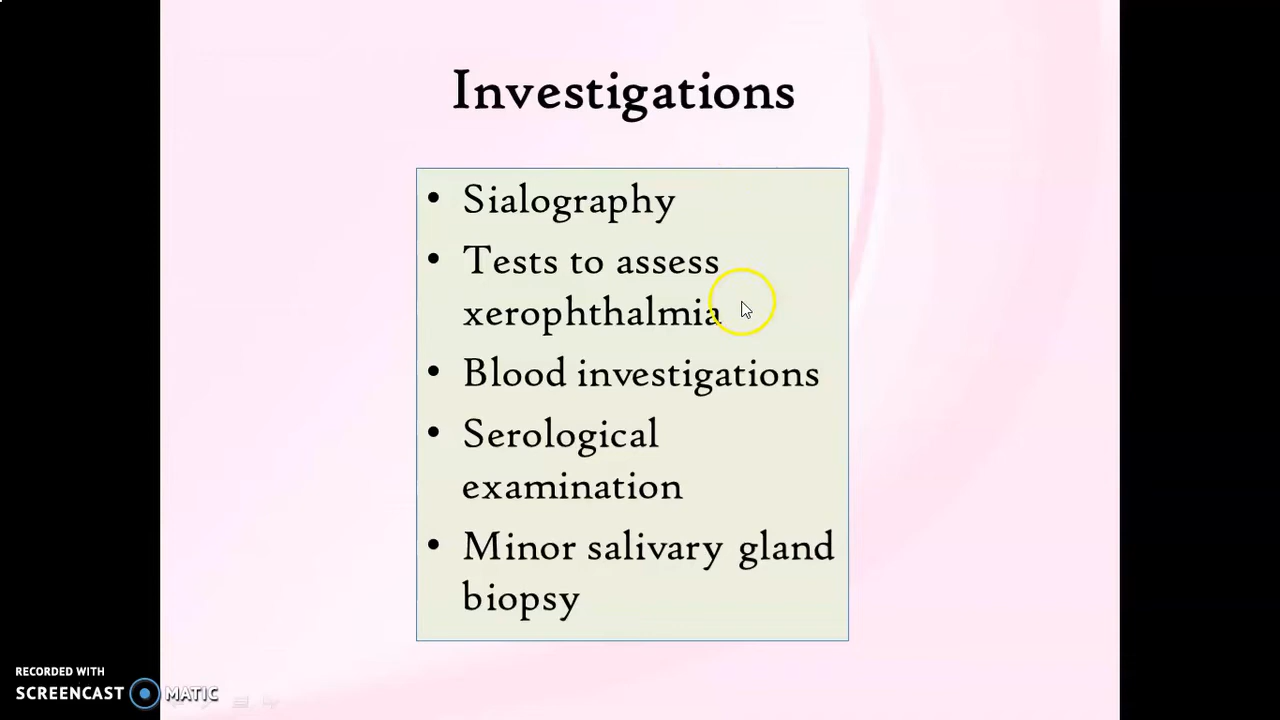 Investigations
• Sialography
• Tests to assess
xerophthalmia
• Blood investigations
• Serological
examination
• Minor salivary gland
biopsy
RECORDED WITH
SCREENCAST MATIC